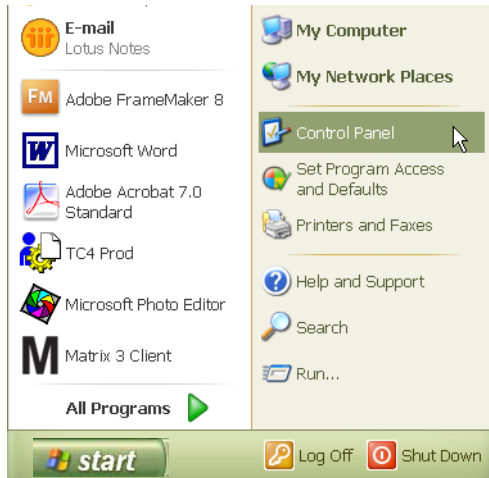 E-mail
Lotus Notes
FM Adobe FrameMaker 8
W Microsoft Word
Adobe Acrobat 7.0
Standard
TC4 Prod
Microsoft Photo Editor
M Matrix 3 Client
All Programs
My Computer
My Network Places
Control Panel
Set Program Access
and Defaults
Printers and Faxes
Help and Support
Search
Run...
start
Log Off
Shut Down